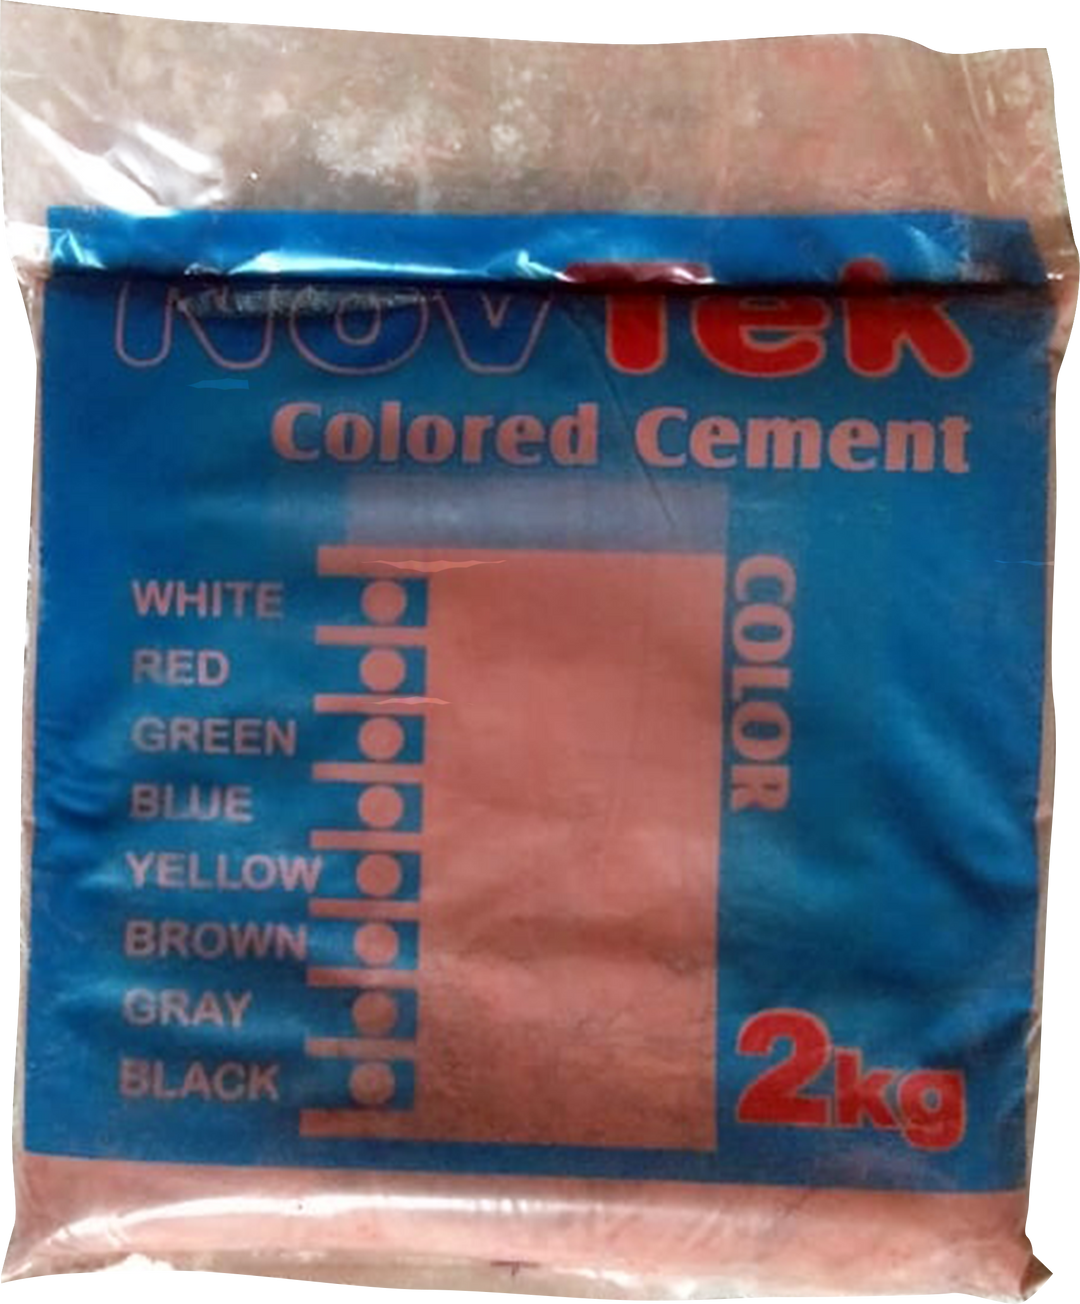 NovTek
Colored Cement
COLOR
WHITE
RED
GREEN
BLUE
YELLOW
BROWN
GRAY
BLACK
2kg